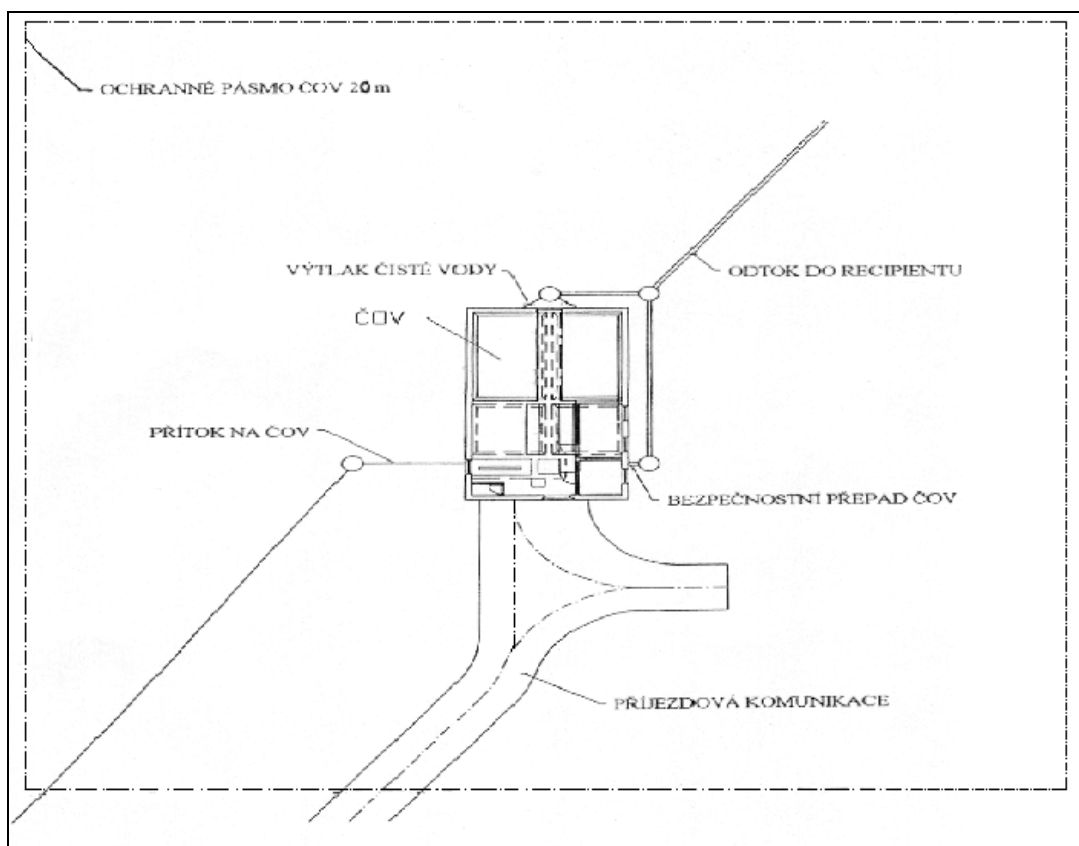 OCHRANNÉ PÁSMO ČOV 20 m
VÝTLAK ČISTÉ VODY
ODTOK DO RECIPIENTU
ČOV
PŘÍTOK NA ČOV
BEZPEČNOSTNÍ PŘEPAD ČOV
PŘÍJEZDOVÁ KOMUNIKACE